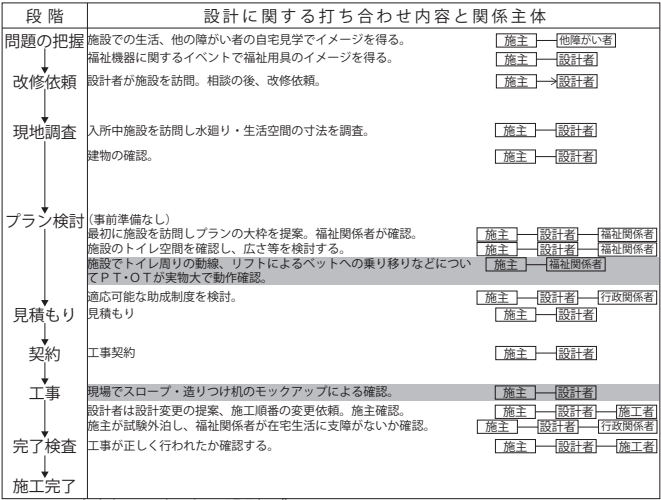 段階 設計に関する打ち合わせ内容と関係主体
問題の把握 施設での生活、他の障がい者の自宅見学でイメージを得る。 施主 他障がい者
福祉機器に関するイベントで福祉用具のイメージを得る。 施主 設計者
改修依頼 設計者が施設を訪問。相談の後、改修依頼。 施主 設計者
現地調査 入所中施設を訪問し水廻り・生活空間の寸法を調査。 施主 設計者
建物の確認。 施主 設計者
プラン検討 (事前準備なし)
最初に施設を訪問しプランの大枠を提案。福祉関係者が確認。 施主 設計者 福祉関係者
施設のトイレ空間を確認し、広さ等を検討する。 施主 設計者 福祉関係者
施設でトイレ周りの動線、リフトによるベットへの乗り移りなどについ 施主 福祉関係者
てPT・OTが実物大で動作確認。
適応可能な助成制度を検討。 施主 設計者 行政関係者
見積もり 見積もり 施主 設計者
契約 工事契約 施主 設計者
工事 現場でスロープ・造りつけ机のモックアップによる確認。 施主 設計者
設計者は設計変更の提案、施工順番の変更依頼。施主確認。 施主 設計者 施工者
施主が試験外泊し、福祉関係者が在宅生活に支障がないか確認。 施主 設計者 行政関係者
完了検査 工事が正しく行われたか確認する。 施主 設計者 施工者
施工完了